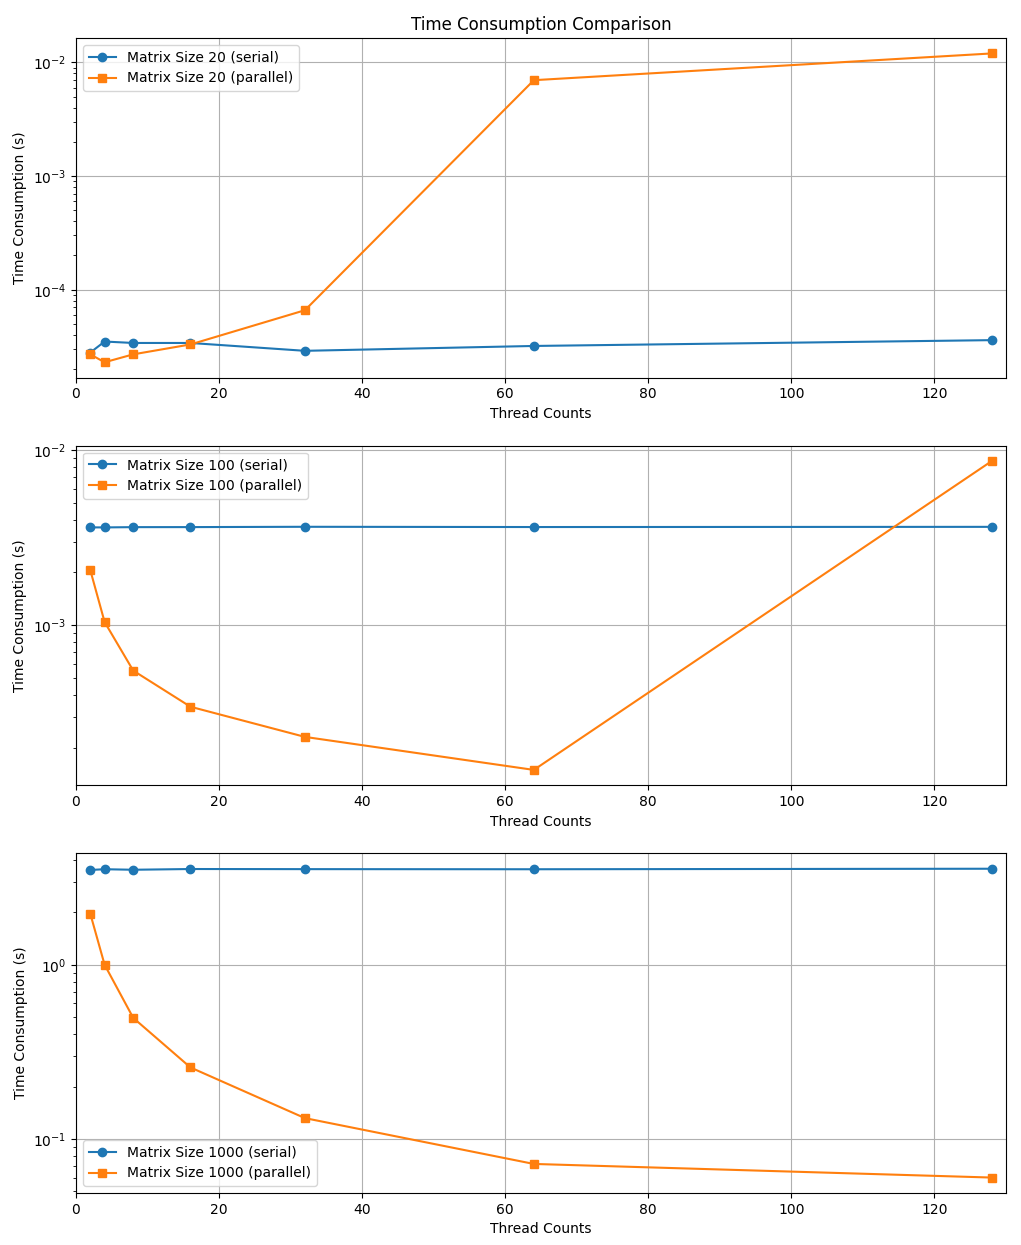 Time Consumption Comparison
Matrix Size 20 (serial)
Matrix Size 20 (parallel)
Time Consumption (s)
10⁻²
10⁻³
10⁻⁴
0 20 40 60 80 100 120
Thread Counts
Matrix Size 100 (serial)
Matrix Size 100 (parallel)
Time Consumption (s)
10⁻²
10⁻³
0 20 40 60 80 100 120
Thread Counts
Time Consumption (s)
10⁰
10⁻¹
Matrix Size 1000 (serial)
Matrix Size 1000 (parallel)
0 20 40 60 80 100 120
Thread Counts